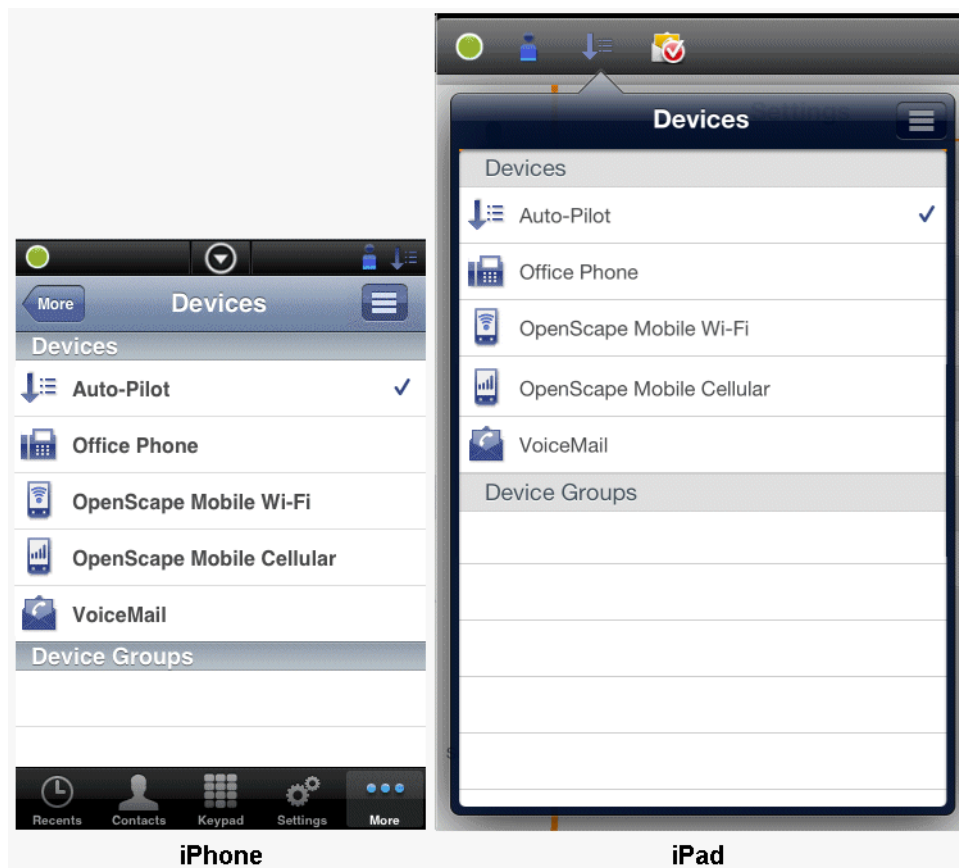 More
Devices
Devices
Auto-Pilot
Office Phone
OpenScape Mobile Wi-Fi
OpenScape Mobile Cellular
VoiceMail
Device Groups
Recents
Contacts
Keypad
Settings
More
iPhone
Devices
Settings
Devices
Auto-Pilot
Office Phone
OpenScape Mobile Wi-Fi
OpenScape Mobile Cellular
VoiceMail
Device Groups
iPad